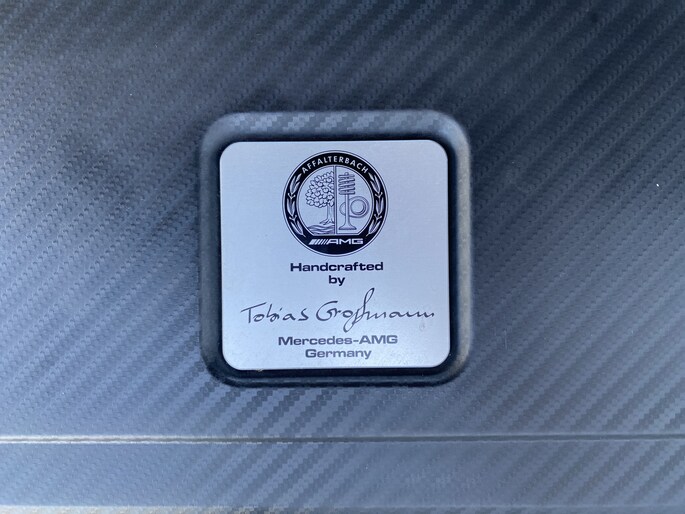 AFFALTERBACH
AMG
Handcrafted
by
Tobias Großmann
Mercedes-AMG
Germany